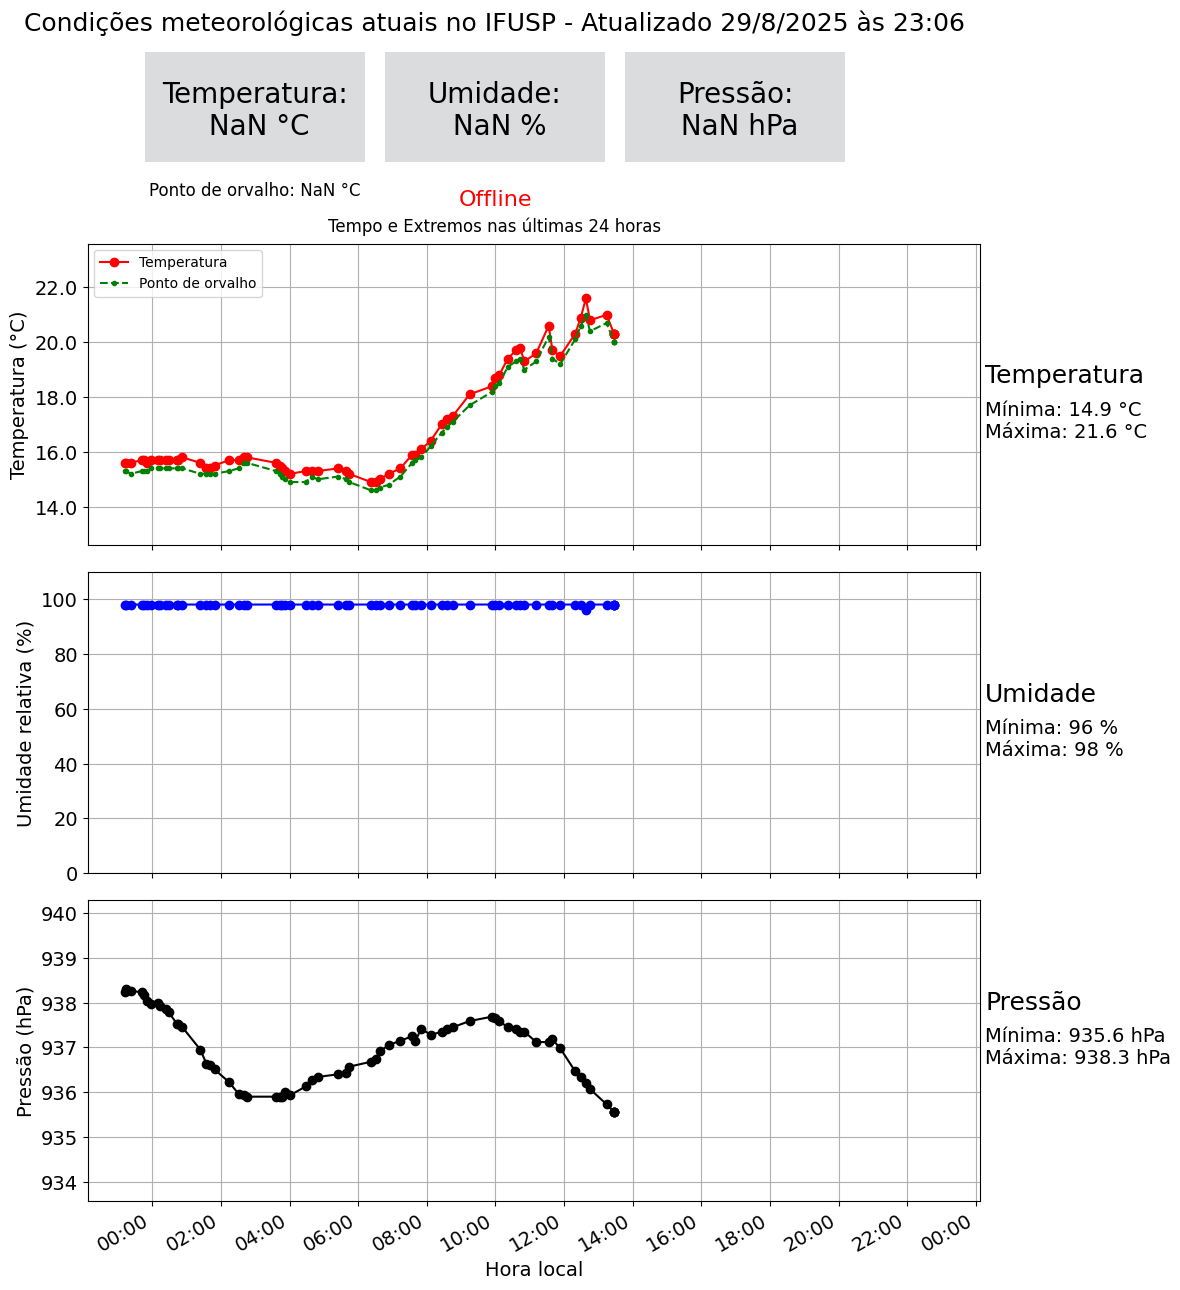 Condições meteorológicas atuais no IFUSP - Atualizado 29/8/2025 às 23:06
Temperatura:
NaN °C
Umidade:
NaN %
Pressão:
NaN hPa
Ponto de orvalho: NaN °C
Offline
Tempo e Extremos nas últimas 24 horas
Temperatura
Ponto de orvalho
Temperatura (°C)
22.0
20.0
18.0
16.0
14.0
Temperatura
Mínima: 14.9 °C
Máxima: 21.6 °C
Umidade relativa (%)
100
80
60
40
20
0
Umidade
Mínima: 96 %
Máxima: 98 %
Pressão (hPa)
940
939
938
937
936
935
934
Pressão
Mínima: 935.6 hPa
Máxima: 938.3 hPa
00:00 02:00 04:00 06:00 08:00 10:00 12:00 14:00 16:00 18:00 20:00 22:00 00:00
Hora local